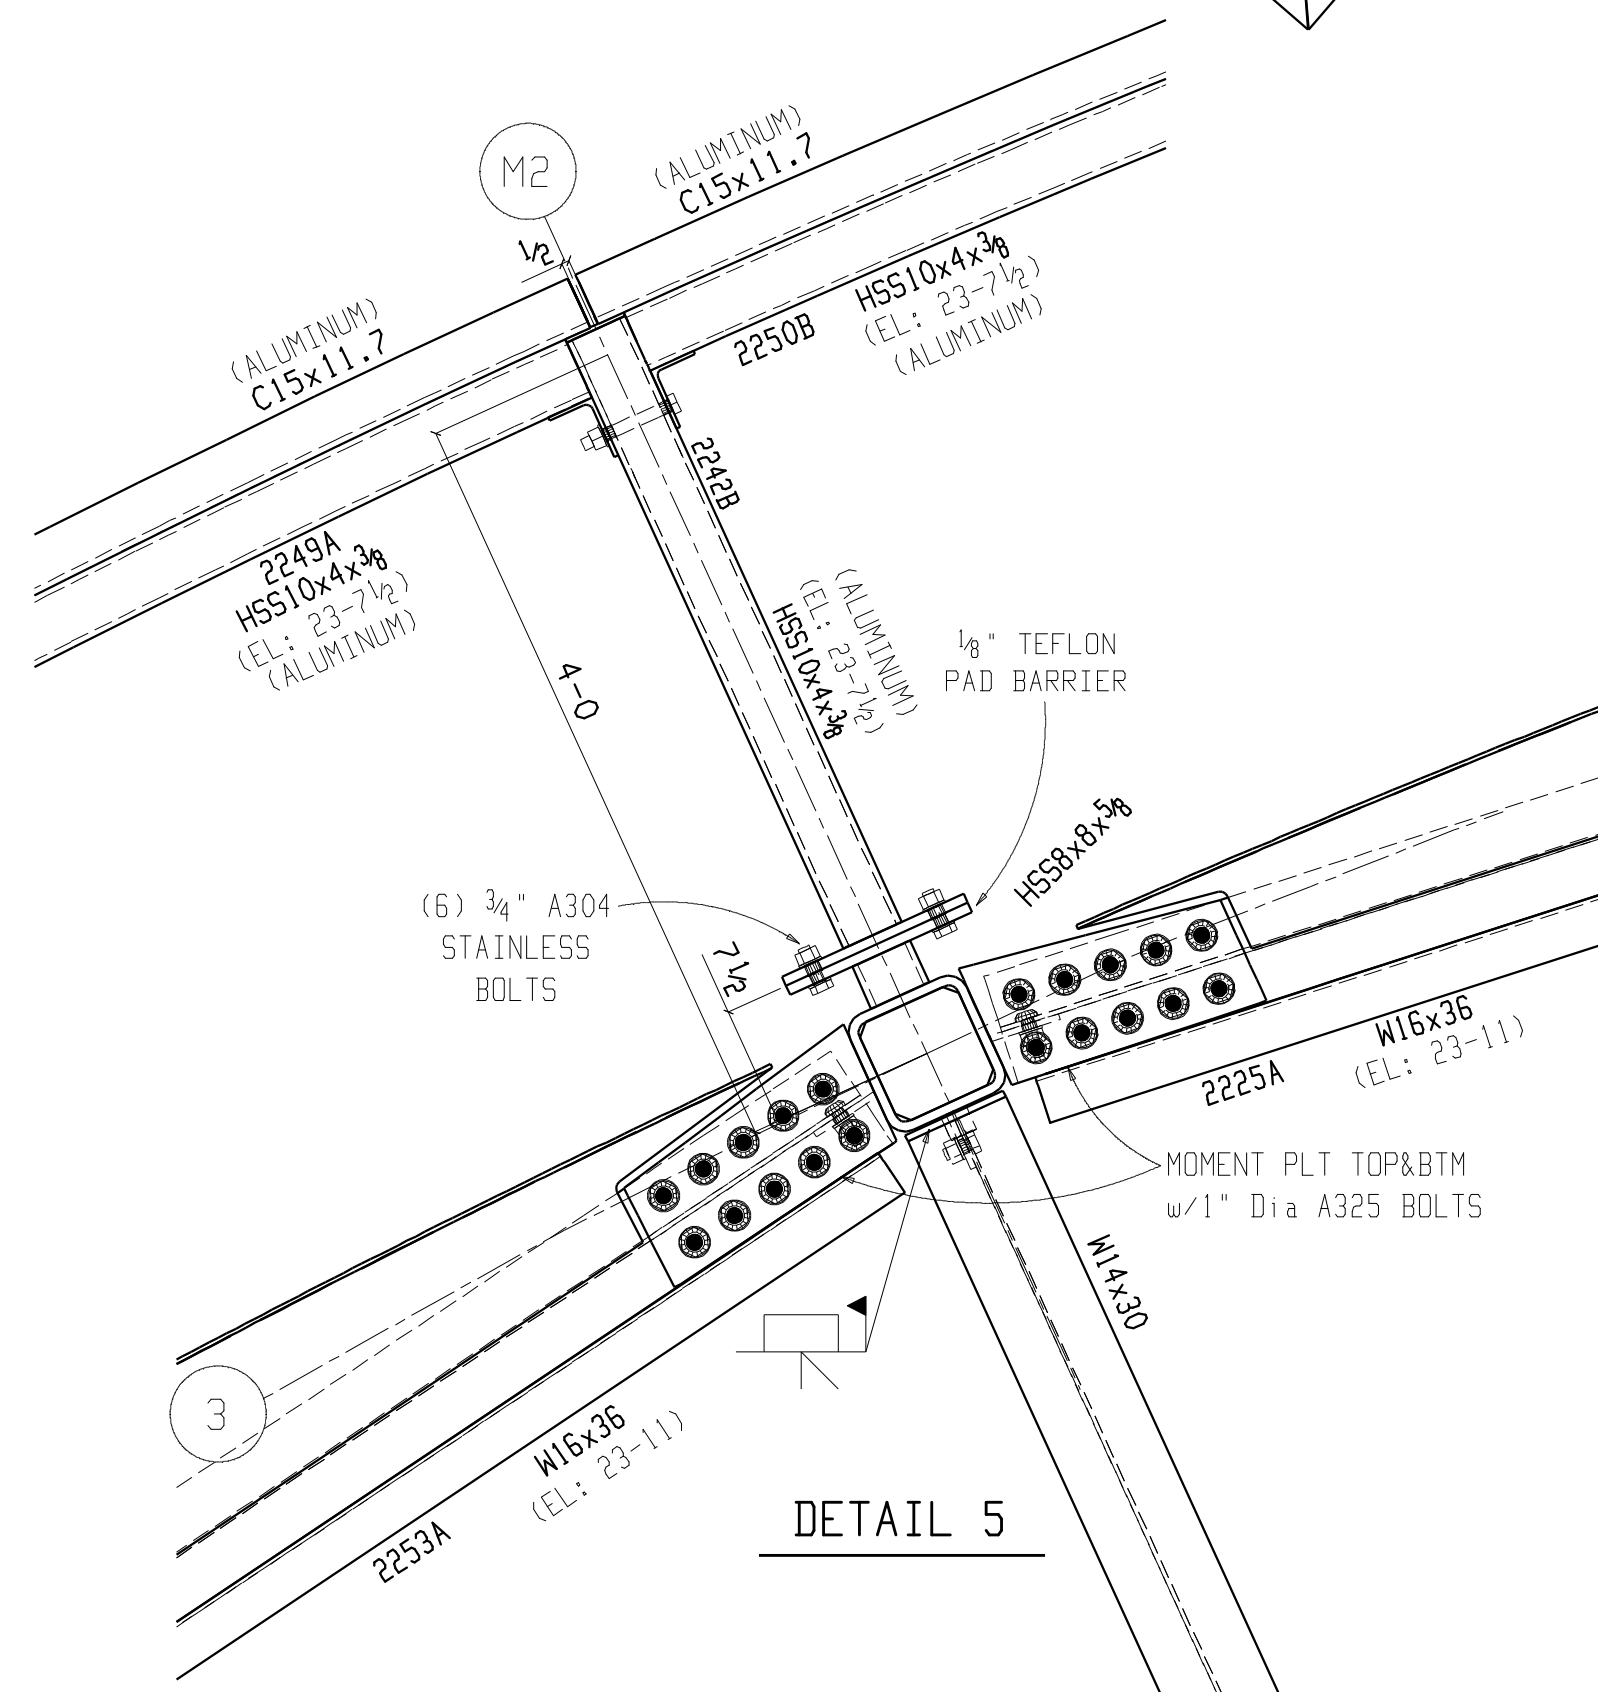 M2
(ALUMINUM)
C15x11.7
1/2
HSS10x4x3/8
(EL: 23-7 1/2)
(ALUMINUM)
2250B
(ALUMINUM)
C15x11.7
2242B
2249A
HSS10x4x3/8
(EL: 23-7 1/2)
(ALUMINUM)
4-0
(ALUMINUM)
(EL: 23-7 1/2)
HSS10x4x3/8
1/8" TEFLON
PAD BARRIER
HSS8x8x5/8
(6) 3/4" A304
STAINLESS
BOLTS
7 1/2
W16x36
(EL: 23-11)
2225A
MOMENT PLT TOP&BTM
w/1" Dia A325 BOLTS
W14x30
3
W16x36
(EL: 23-11)
2253A
DETAIL 5